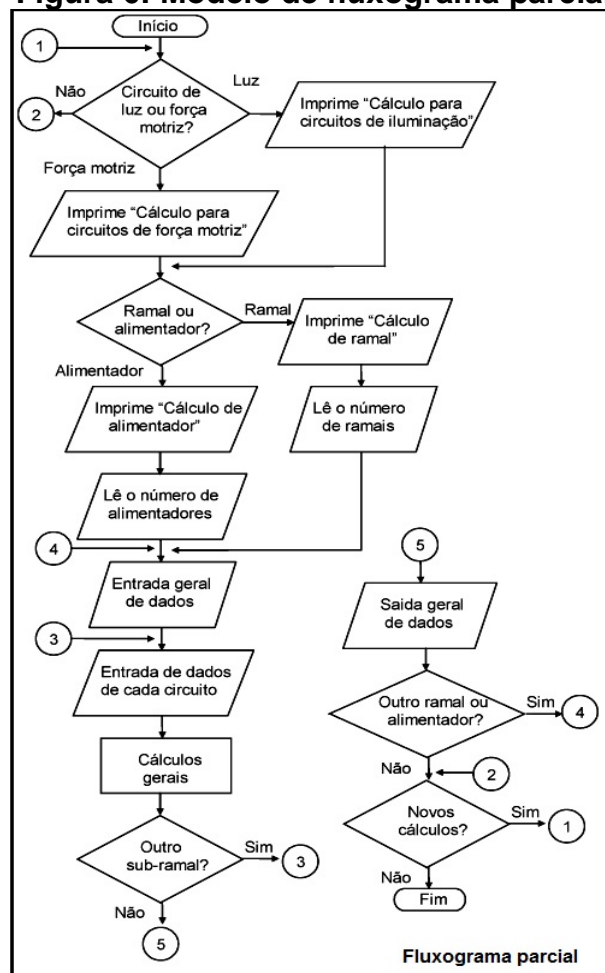 Figura 6: Modelo de fluxograma parcial
Início
1
Circuito de
luz ou força
motriz?
Não
2
Luz
Imprime “Cálculo para
circuitos de iluminação”
Força motriz
Imprime “Cálculo para
circuitos de força motriz”
Ramal ou
alimentador?
Ramal
Imprime “Cálculo
de ramal”
Alimentador
Imprime “Cálculo de
alimentador”
Lê o número
de ramais
Lê o número de
alimentadores
4
Entrada geral
de dados
3
Entrada de dados
de cada circuito
Cálculos
gerais
Outro
sub-ramal?
Sim
3
Não
5
5
Saida geral
de dados
Outro ramal ou
alimentador?
Sim
4
Não
2
Novos
cálculos?
Sim
1
Não
Fim
Fluxograma parcial